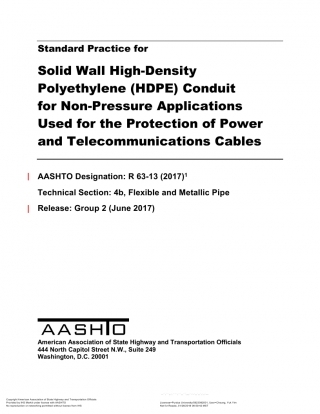 Standard Practice for
Solid Wall High-Density
Polyethylene (HDPE) Conduit
for Non-Pressure Applications
Used for the Protection of Power
and Telecommunications Cables
AASHTO Designation: R 63-13 (2017)¹
Technical Section: 4b, Flexible and Metallic Pipe
Release: Group 2 (June 2017)
AASHTO
American Association of State Highway and Transportation Officials
444 North Capitol Street N.W., Suite 249
Washington, D.C. 20001